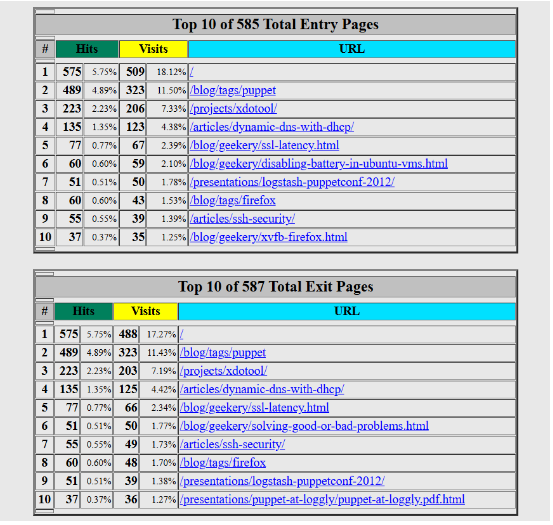 Top 10 of 585 Total Entry Pages
# Hits Visits URL
1 575 5.75% 509 18.12% /
2 489 4.89% 323 11.50% /blog/tags/puppet
3 223 2.23% 206 7.33% /projects/xdotool/
4 135 1.35% 123 4.38% /articles/dynamic-dns-with-dhcp/
5 77 0.77% 67 2.39% /blog/geekery/ssl-latency.html
6 60 0.60% 59 2.10% /blog/geekery/disabling-battery-in-ubuntu-vms.html
7 51 0.51% 50 1.78% /presentations/logstash-puppetconf-2012/
8 60 0.60% 43 1.53% /blog/tags/firefox
9 55 0.55% 39 1.39% /articles/ssh-security/
10 37 0.37% 35 1.25% /blog/geekery/xvfb-firefox.html
Top 10 of 587 Total Exit Pages
# Hits Visits URL
1 575 5.75% 488 17.27% /
2 489 4.89% 323 11.43% /blog/tags/puppet
3 223 2.23% 203 7.19% /projects/xdotool/
4 135 1.35% 125 4.42% /articles/dynamic-dns-with-dhcp/
5 77 0.77% 66 2.34% /blog/geekery/ssl-latency.html
6 51 0.51% 50 1.77% /blog/geekery/solving-good-or-bad-problems.html
7 55 0.55% 49 1.73% /articles/ssh-security/
8 60 0.60% 48 1.70% /blog/tags/firefox
9 51 0.51% 39 1.38% /presentations/logstash-puppetconf-2012/
10 37 0.37% 36 1.27% /presentations/puppet-at-loggly/puppet-at-loggly.pdf.html